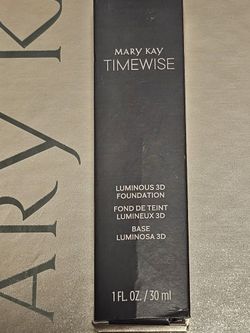 MARY KAY
TIMEWISE
LUMINOUS 3D
FOUNDATION
FOND DE TEINT
LUMINEUX 3D
BASE
LUMINOSA 3D
1 FL. OZ. / 30 ml
ARY K